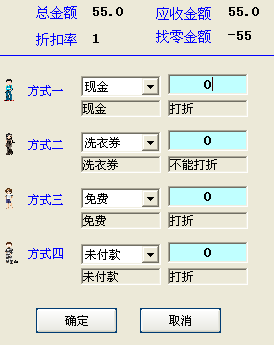 总金额 55.0 应收金额 55.0
折扣率 1 找零金额 -55
方式一 现金 0
现金 打折
方式二 洗衣券 0
洗衣券 不能打折
方式三 免费 0
免费 打折
方式四 未付款 0
未付款 打折
确定 取消